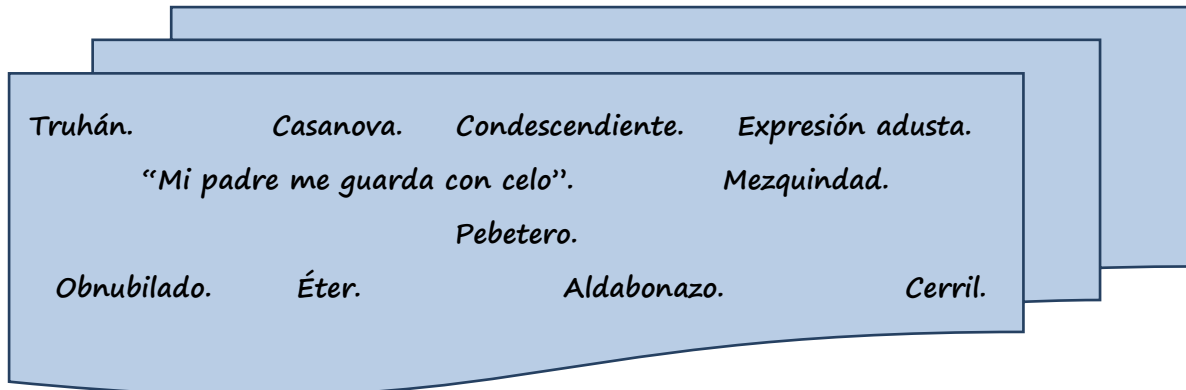 Truhán. Casanova. Condescendiente. Expresión adusta.
“Mi padre me guarda con celo”. Mezquindad.
Pebetero.
Obnubilado. Éter. Aldabonazo. Cerril.